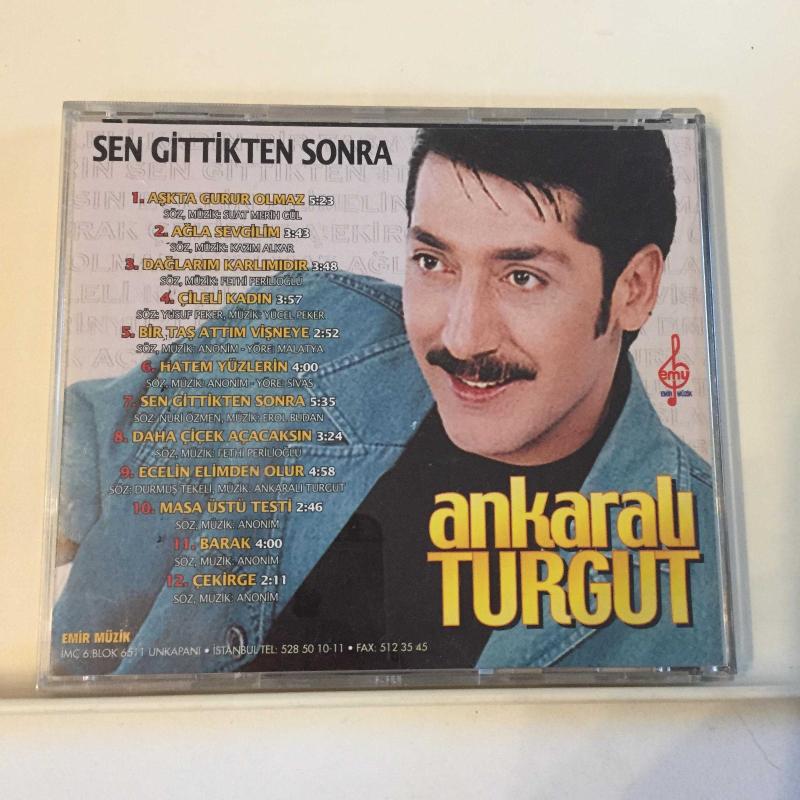 SEN GİTTİKTEN SONRA
1. AŞKTA GURUR OLMAZ 5:23
SÖZ, MÜZİK: SUAT MERİH GÜL
2. AĞLA SEVGİLİM 3:43
SÖZ, MÜZİK: KAZIM ALKAR
3. DAĞLARIM KARLIMIDIR 3:48
SÖZ, MÜZİK: FETHİ PERİLİOĞLU
4. ÇİLELİ KADIN 3:57
SÖZ: YUSUF PEKER, MÜZİK: YÜCEL PEKER
5. BİR TAŞ ATTIM VİŞNEYE 2:52
SÖZ, MÜZİK: ANONİM - YÖRE: MALATYA
6. HATEM YÜZLERİN 4:00
SÖZ, MÜZİK: ANONİM - YÖRE: SİVAS
7. SEN GİTTİKTEN SONRA 5:35
SÖZ: NURİ ÖZMEN, MÜZİK: EROL BUDAN
8. DAHA ÇİÇEK AÇACAKSIN 3:24
SÖZ, MÜZİK: FETHİ PERİLİOĞLU
9. ECELİN ELİMDEN OLUR 4:58
SÖZ: DURMUŞ TEKELİ, MÜZİK: ANKARALI TURGUT
10. MASA ÜSTÜ TESTİ 2:46
SÖZ, MÜZİK: ANONİM
11. BARAK 4:00
SÖZ, MÜZİK: ANONİM
12. ÇEKİRGE 2:11
SÖZ, MÜZİK: ANONİM
emy
EMİR MÜZİK
ankaralı
TURGUT
EMİR MÜZİK
İMÇ 6.BLOK 6511 UNKAPANI • İSTANBUL TEL: 528 50 10-11 • FAX: 512 35 45